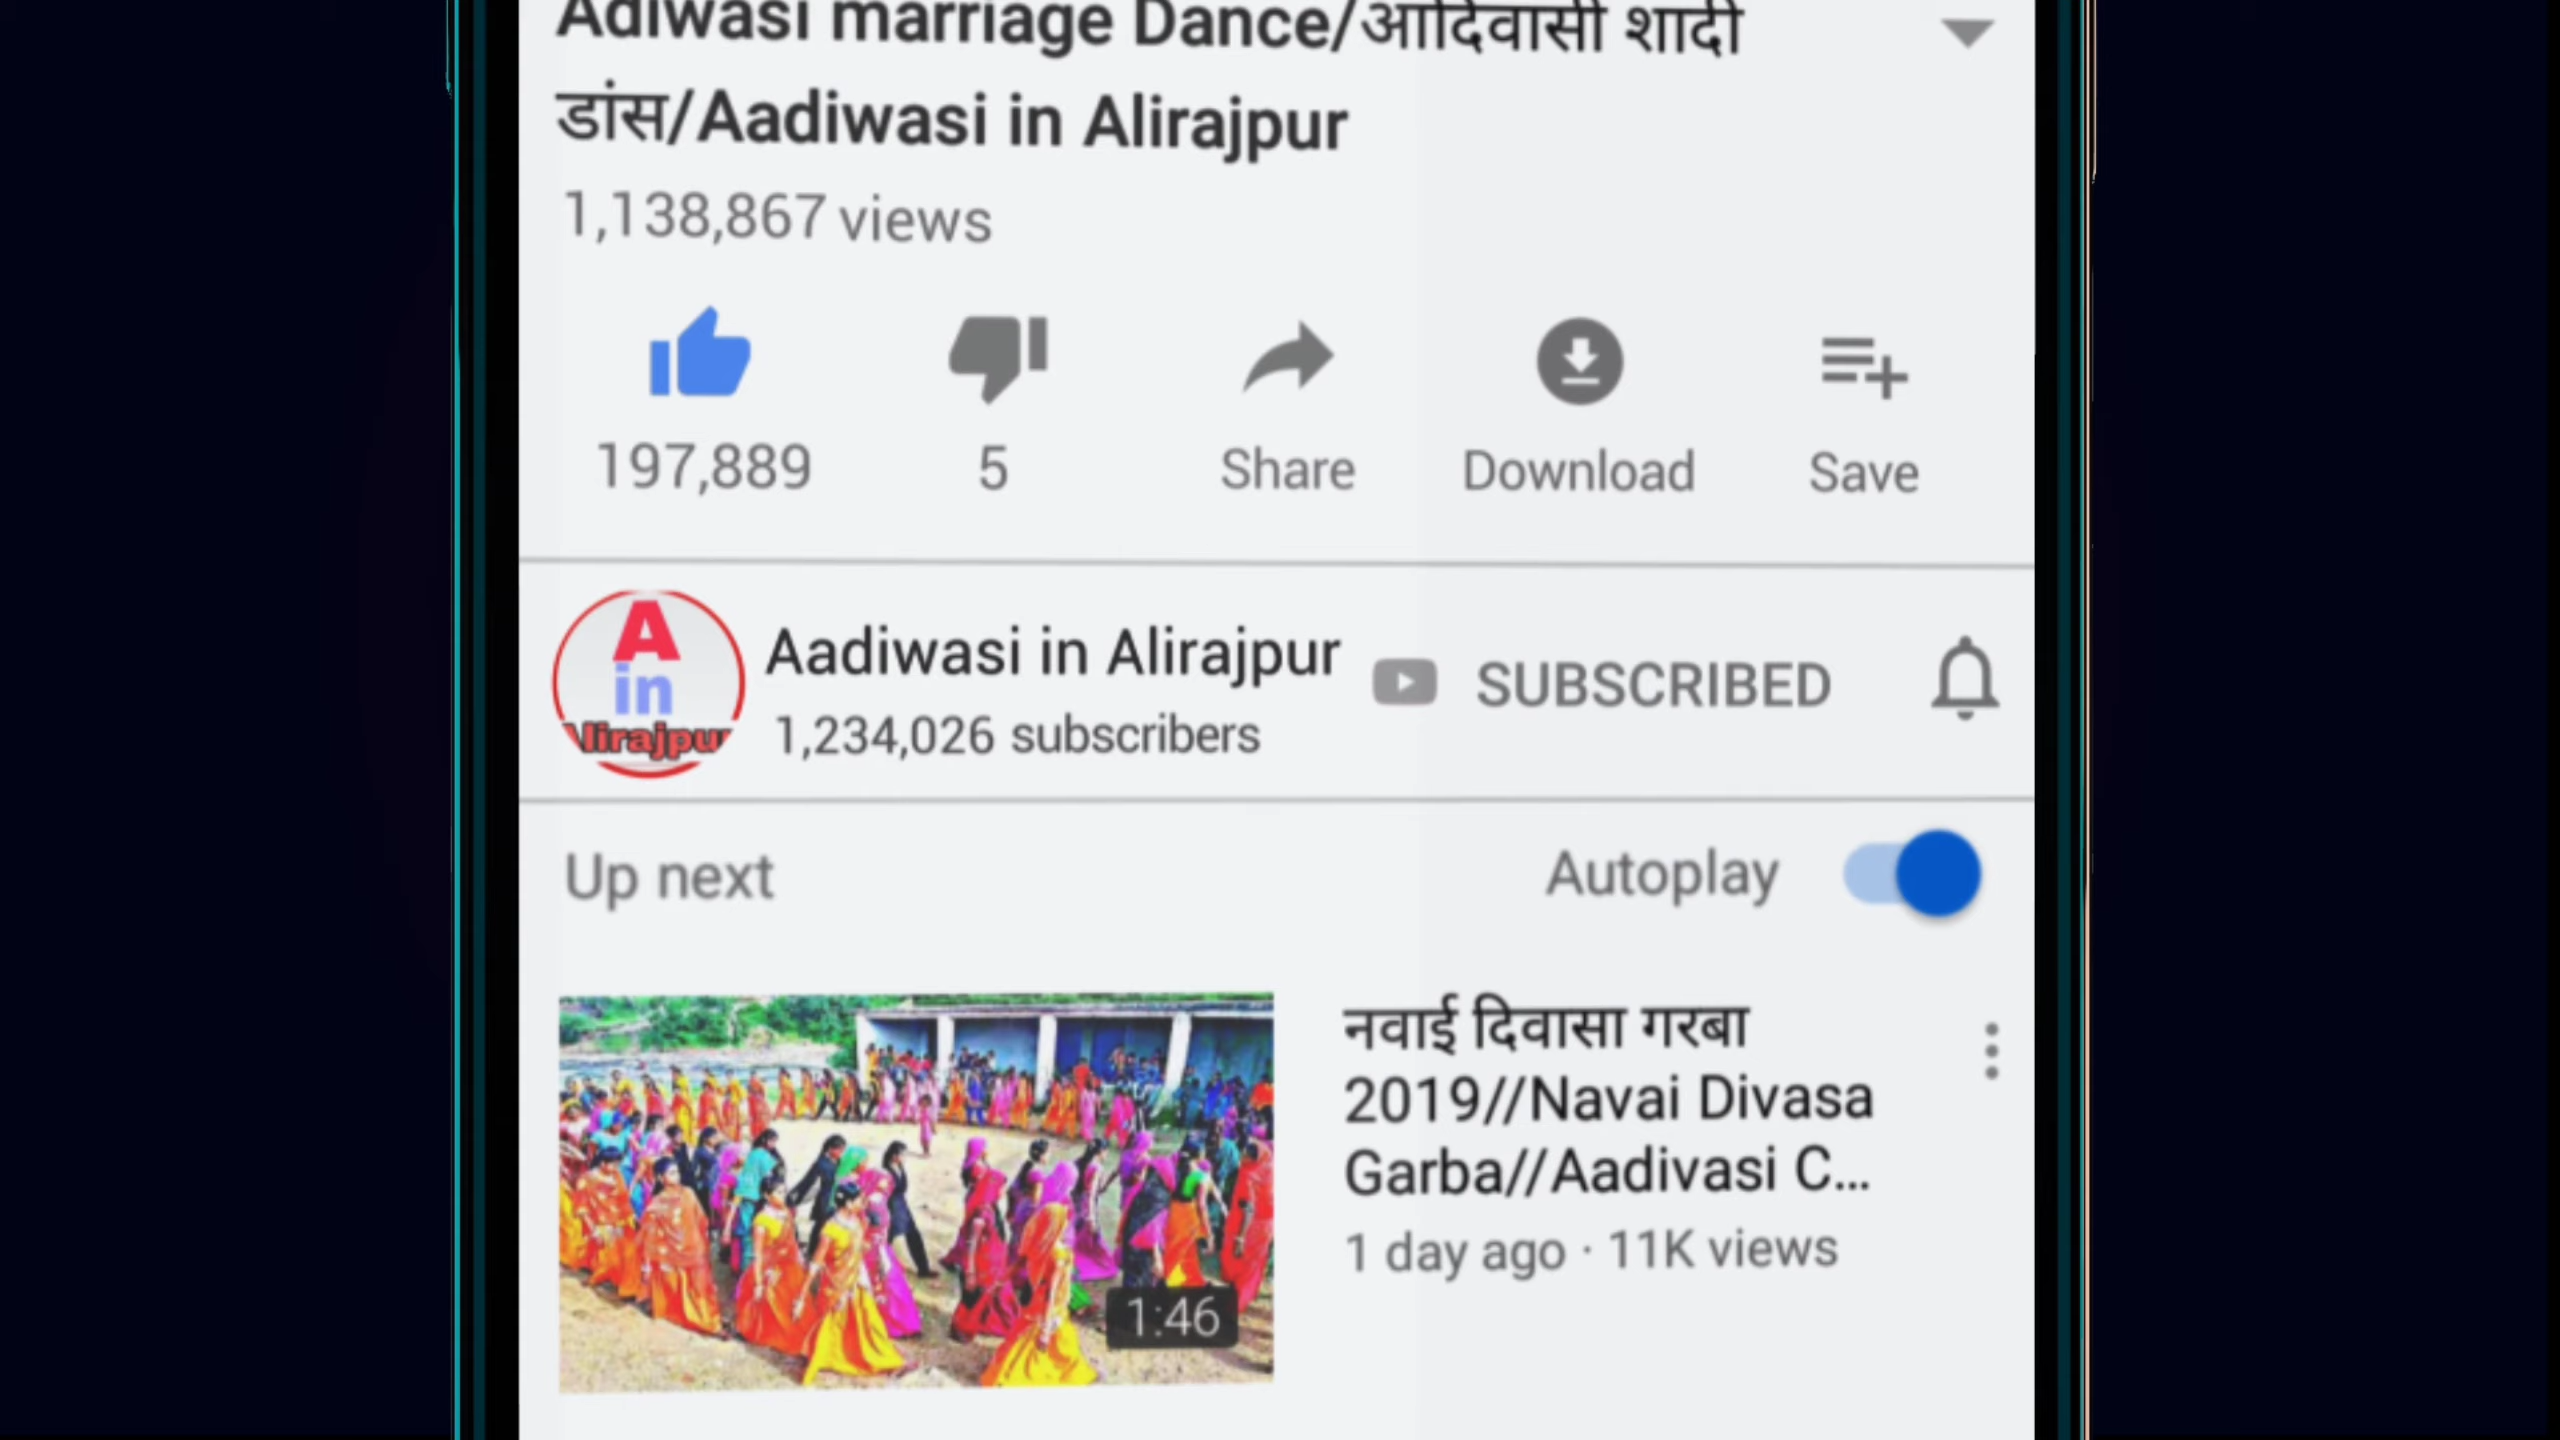 Adiwasi marriage Dance/आदिवासी शादी
डांस/Aadiwasi in Alirajpur
1,138,867 views
197,889
5
Share
Download
Save
A
in
Alirajpur
Aadiwasi in Alirajpur
1,234,026 subscribers
SUBSCRIBED
Up next
Autoplay
1:46
नवाई दिवासा गरबा
2019//Navai Divasa
Garba//Aadivasi C...
1 day ago · 11K views